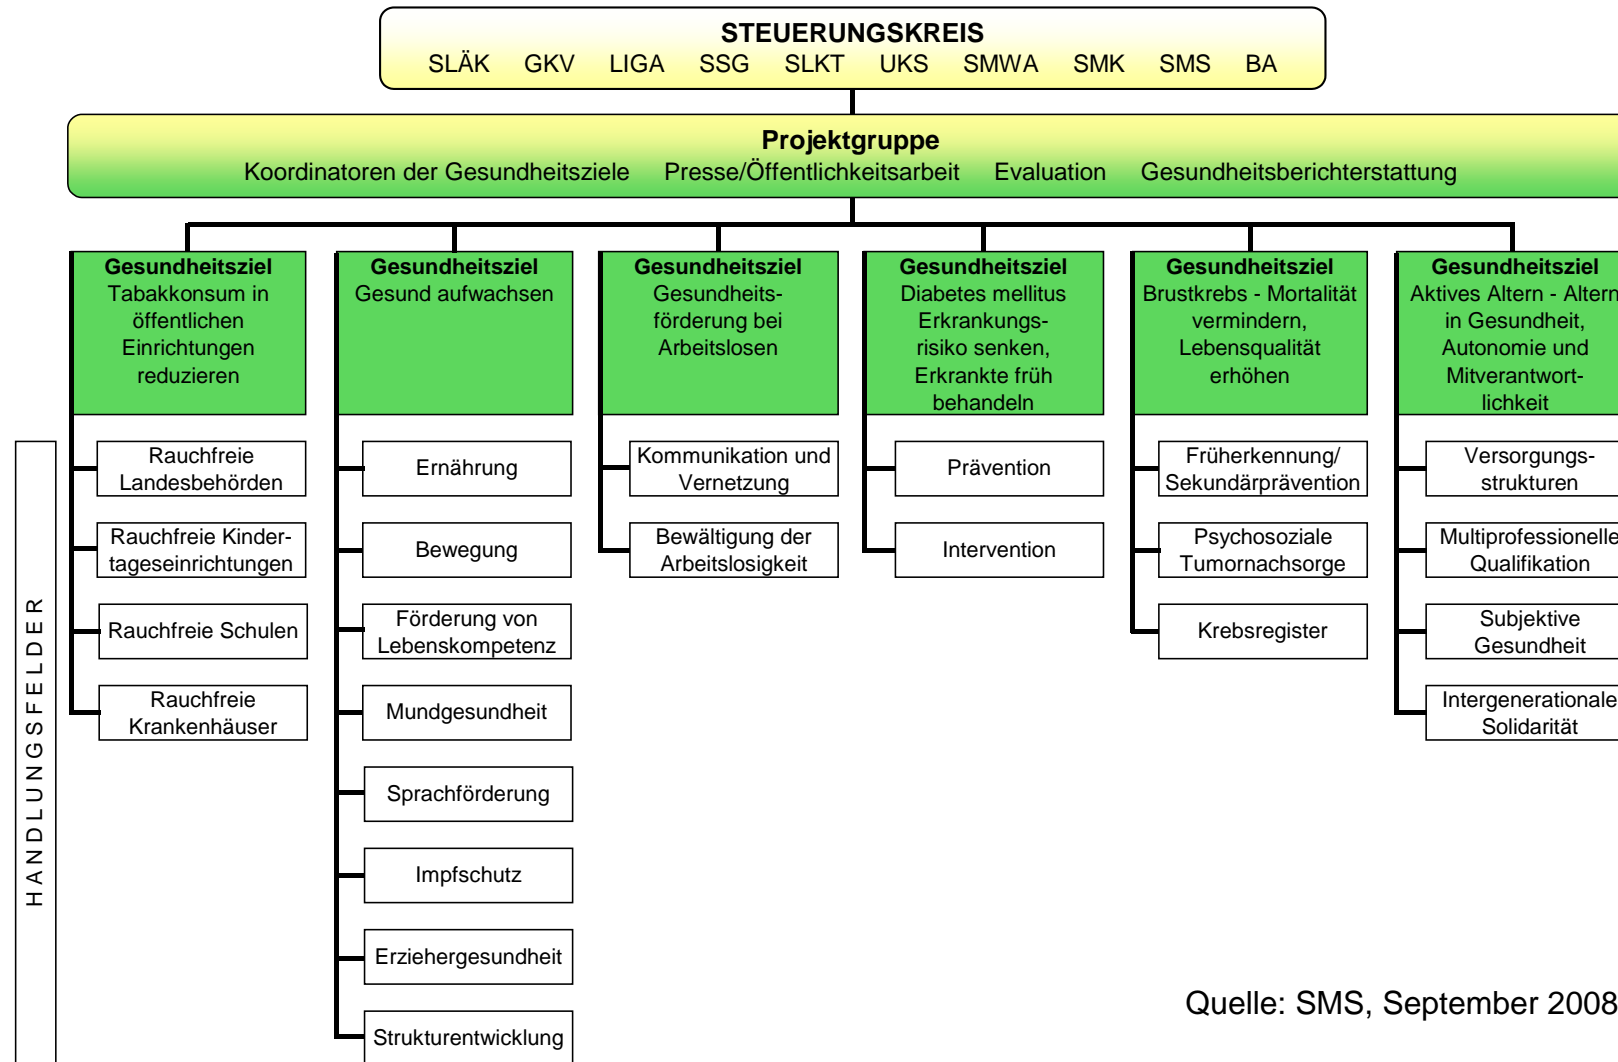 STEUERUNGSKREIS
SLÄK GKV LIGA SSG SLKT UKS SMWA SMK SMS BA
Projektgruppe
Koordinatoren der Gesundheitsziele Presse/Öffentlichkeitsarbeit Evaluation Gesundheitsberichterstattung
Gesundheitsziel
Tabakkonsum in
öffentlichen
Einrichtungen
reduzieren
Gesundheitsziel
Gesund aufwachsen
Gesundheitsziel
Gesundheits-
förderung bei
Arbeitslosen
Gesundheitsziel
Diabetes mellitus
Erkrankungs-
risiko senken,
Erkrankte früh
behandeln
Gesundheitsziel
Brustkrebs - Mortalität
vermindern,
Lebensqualität
erhöhen
Gesundheitsziel
Aktives Altern - Altern
in Gesundheit,
Autonomie und
Mitverantwort-
lichkeit
HANDLUNGSFELDER
Rauchfreie
Landesbehörden
Rauchfreie Kinder-
tageseinrichtungen
Rauchfreie Schulen
Rauchfreie
Krankenhäuser
Ernährung
Bewegung
Förderung von
Lebenskompetenz
Mundgesundheit
Sprachförderung
Impfschutz
Erziehergesundheit
Strukturentwicklung
Kommunikation und
Vernetzung
Bewältigung der
Arbeitslosigkeit
Prävention
Intervention
Früherkennung/
Sekundärprävention
Psychosoziale
Tumornachsorge
Krebsregister
Versorgungs-
strukturen
Multiprofessionelle
Qualifikation
Subjektive
Gesundheit
Intergenerationale
Solidarität
Quelle: SMS, September 2008